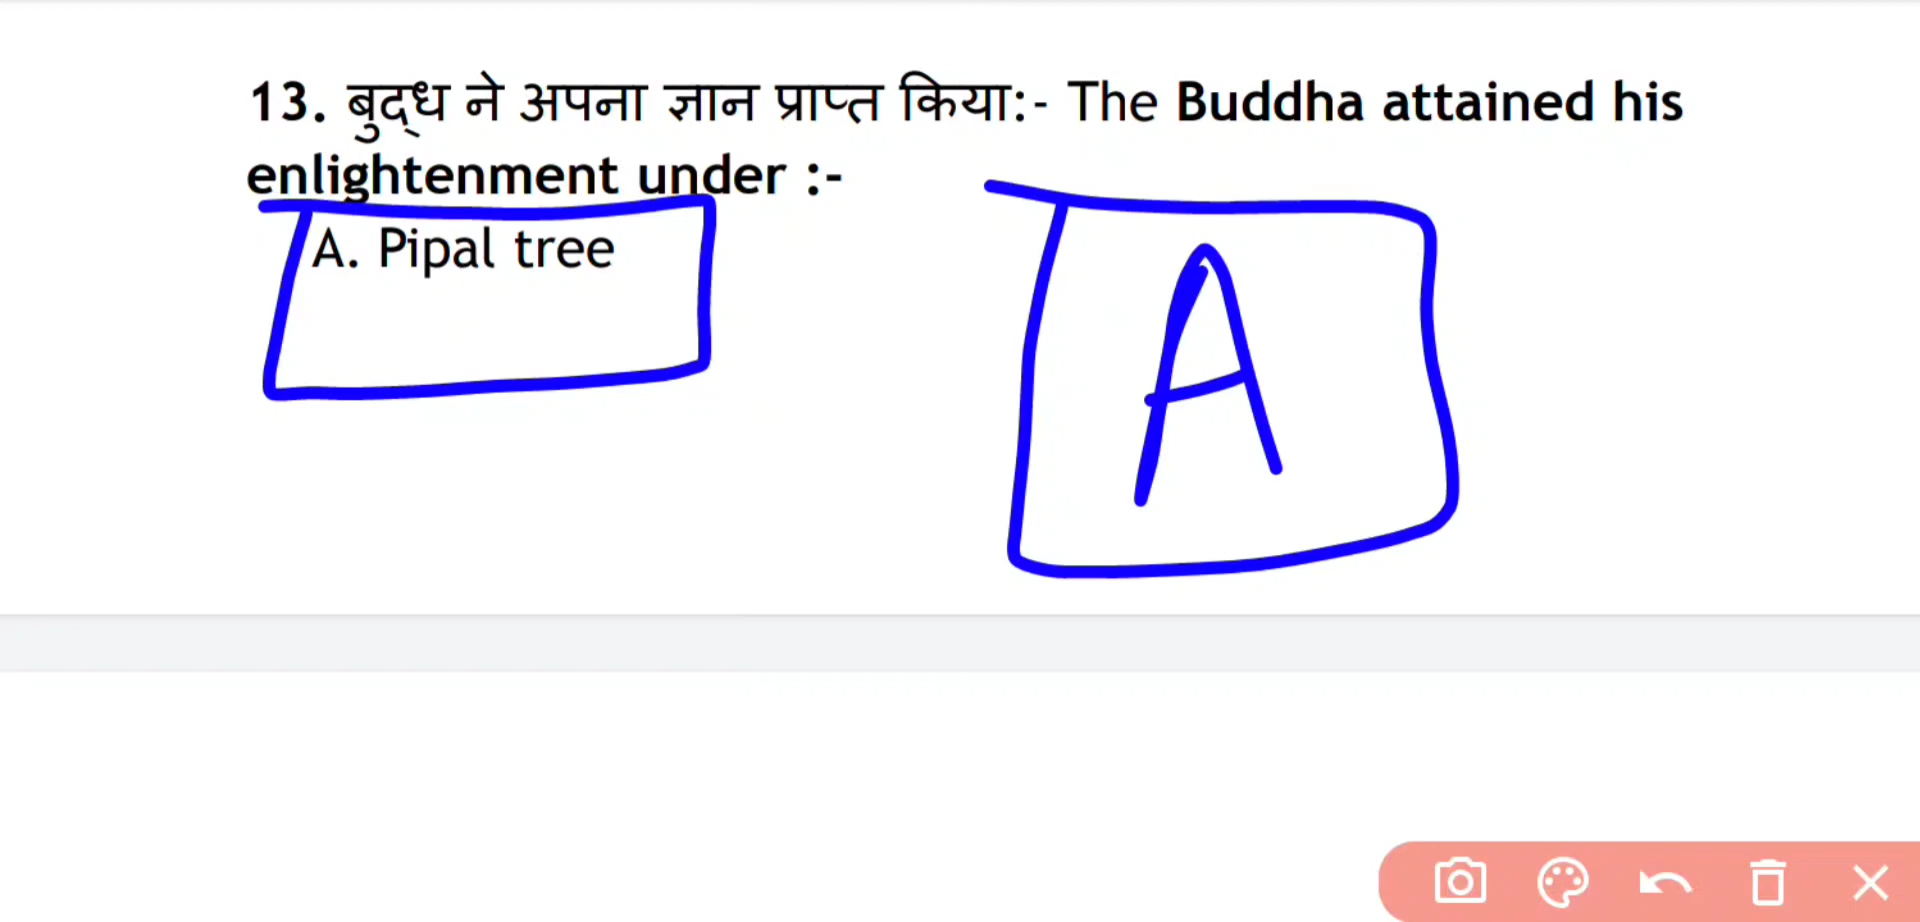 13. बुद्ध ने अपना ज्ञान प्राप्त किया:- The Buddha attained his
enlightenment under :-
A. Pipal tree
A